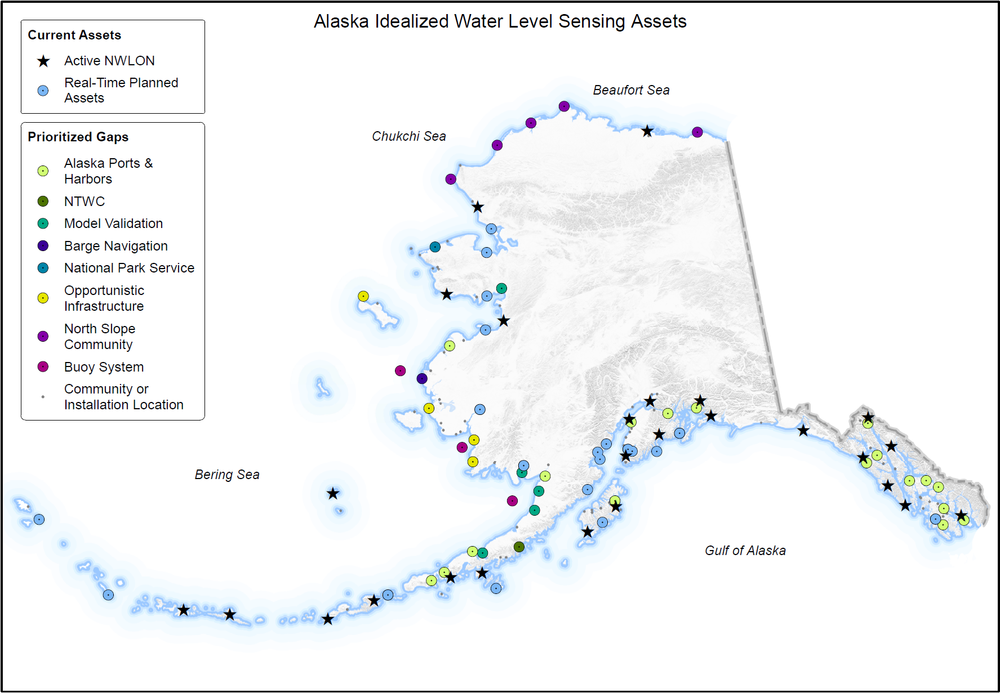 Alaska Idealized Water Level Sensing Assets
Current Assets
Active NWLON
Real-Time Planned
Assets
Prioritized Gaps
Alaska Ports &
Harbors
NTWC
Model Validation
Barge Navigation
National Park Service
Opportunistic
Infrastructure
North Slope
Community
Buoy System
Community or
Installation Location
Beaufort Sea
Chukchi Sea
Bering Sea
Gulf of Alaska